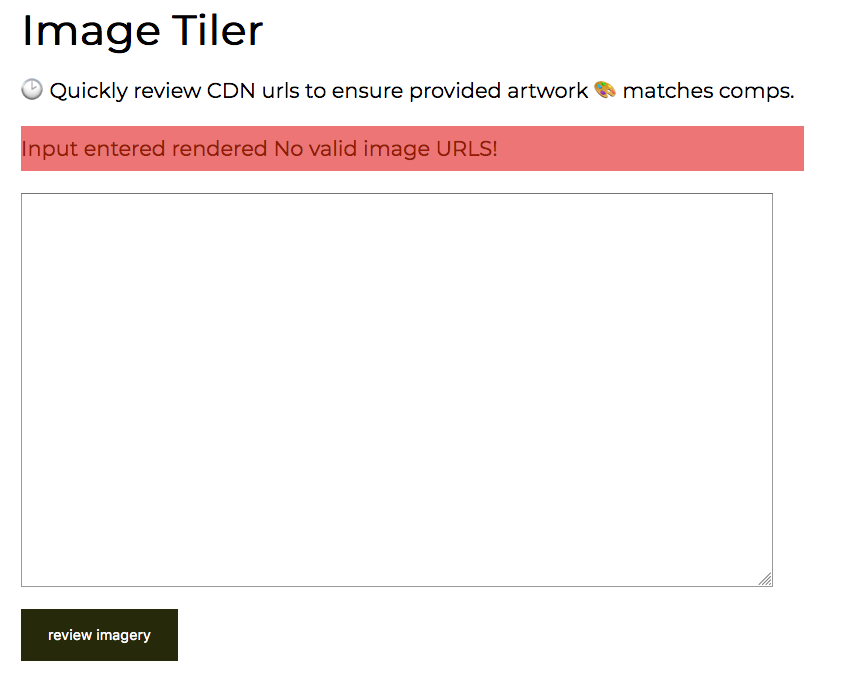 Image Tiler
🕑 Quickly review CDN urls to ensure provided artwork 🎨 matches comps.
Input entered rendered No valid image URLS!
review imagery